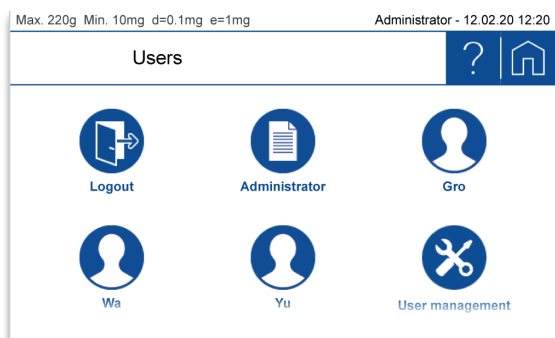 Max. 220g Min. 10mg d=0.1mg e=1mg Administrator - 12.02.20 12:20
Users ?
Logout Administrator Gro
Wa Yu User management